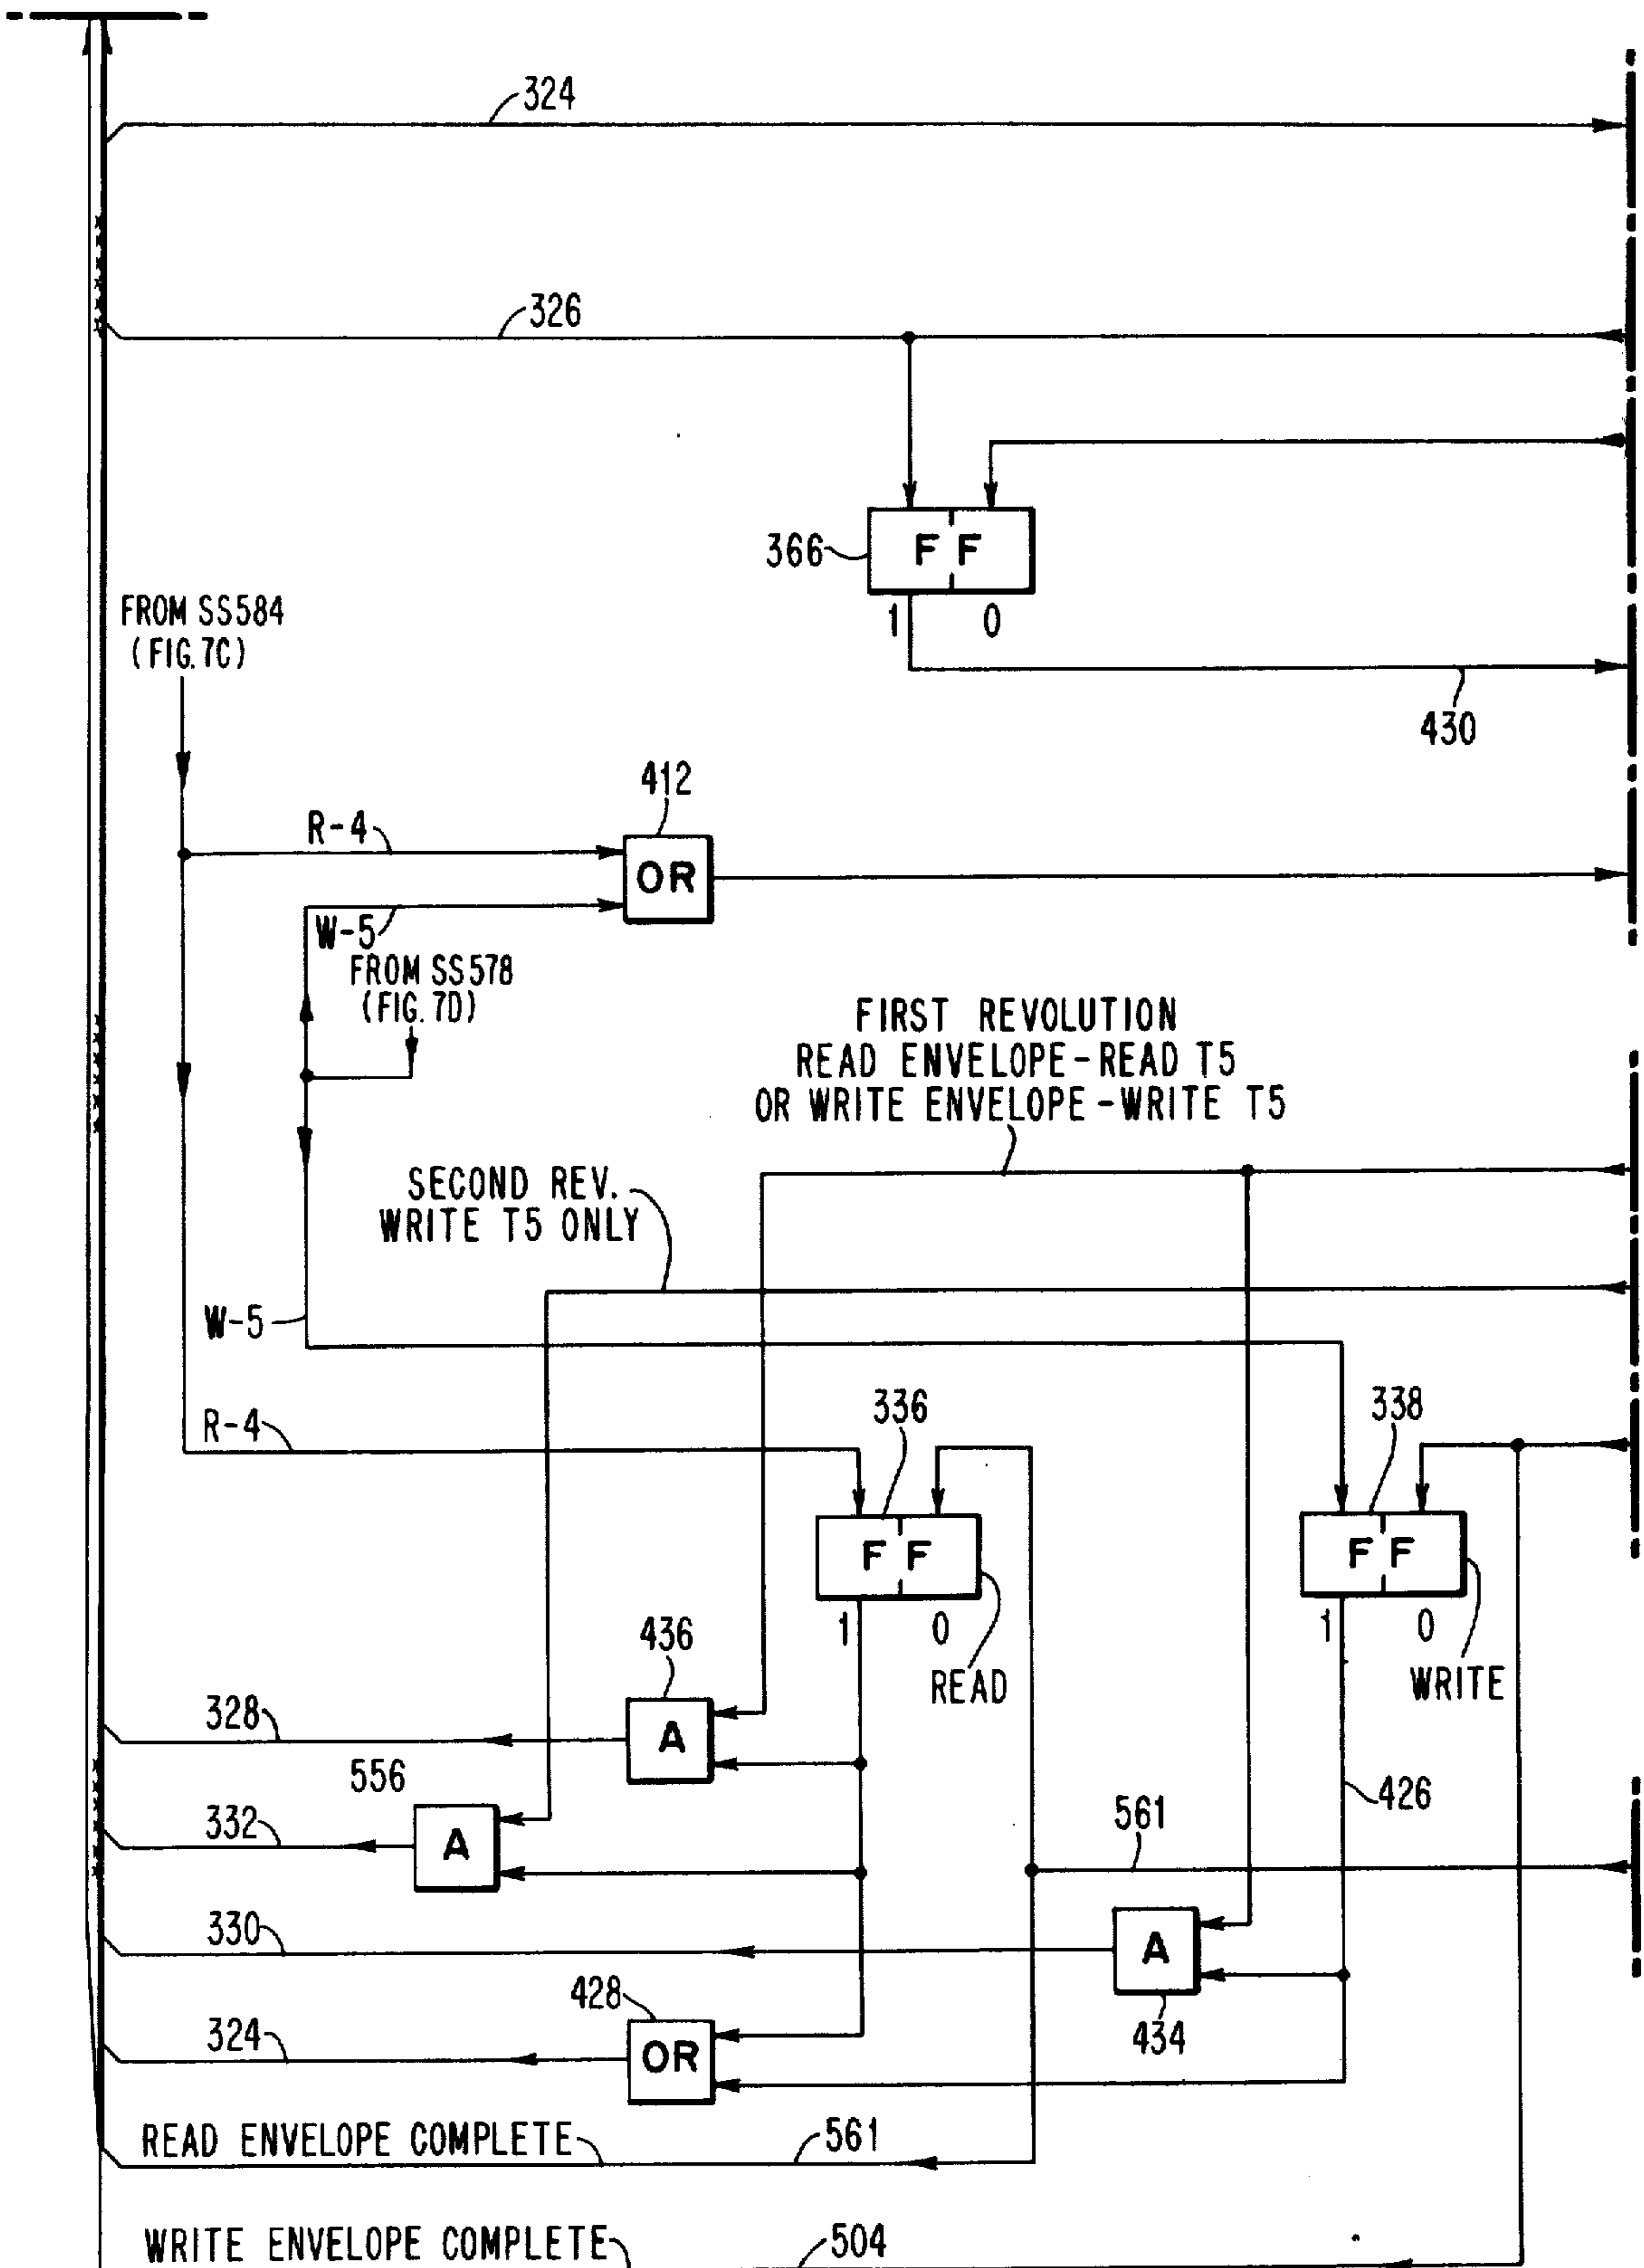 324
326
366
F F
1 0
FROM SS584
(FIG. 7C)
430
412
R-4
OR
W-5
FROM SS578
(FIG. 7D)
FIRST REVOLUTION
READ ENVELOPE-READ T5
OR WRITE ENVELOPE-WRITE T5
SECOND REV.
WRITE T5 ONLY
W-5
R-4
336
338
F F
F F
1 0
1 0
READ
WRITE
436
A
328
556
A
332
426
561
330
A
434
428
OR
324
READ ENVELOPE COMPLETE
561
WRITE ENVELOPE COMPLETE
504